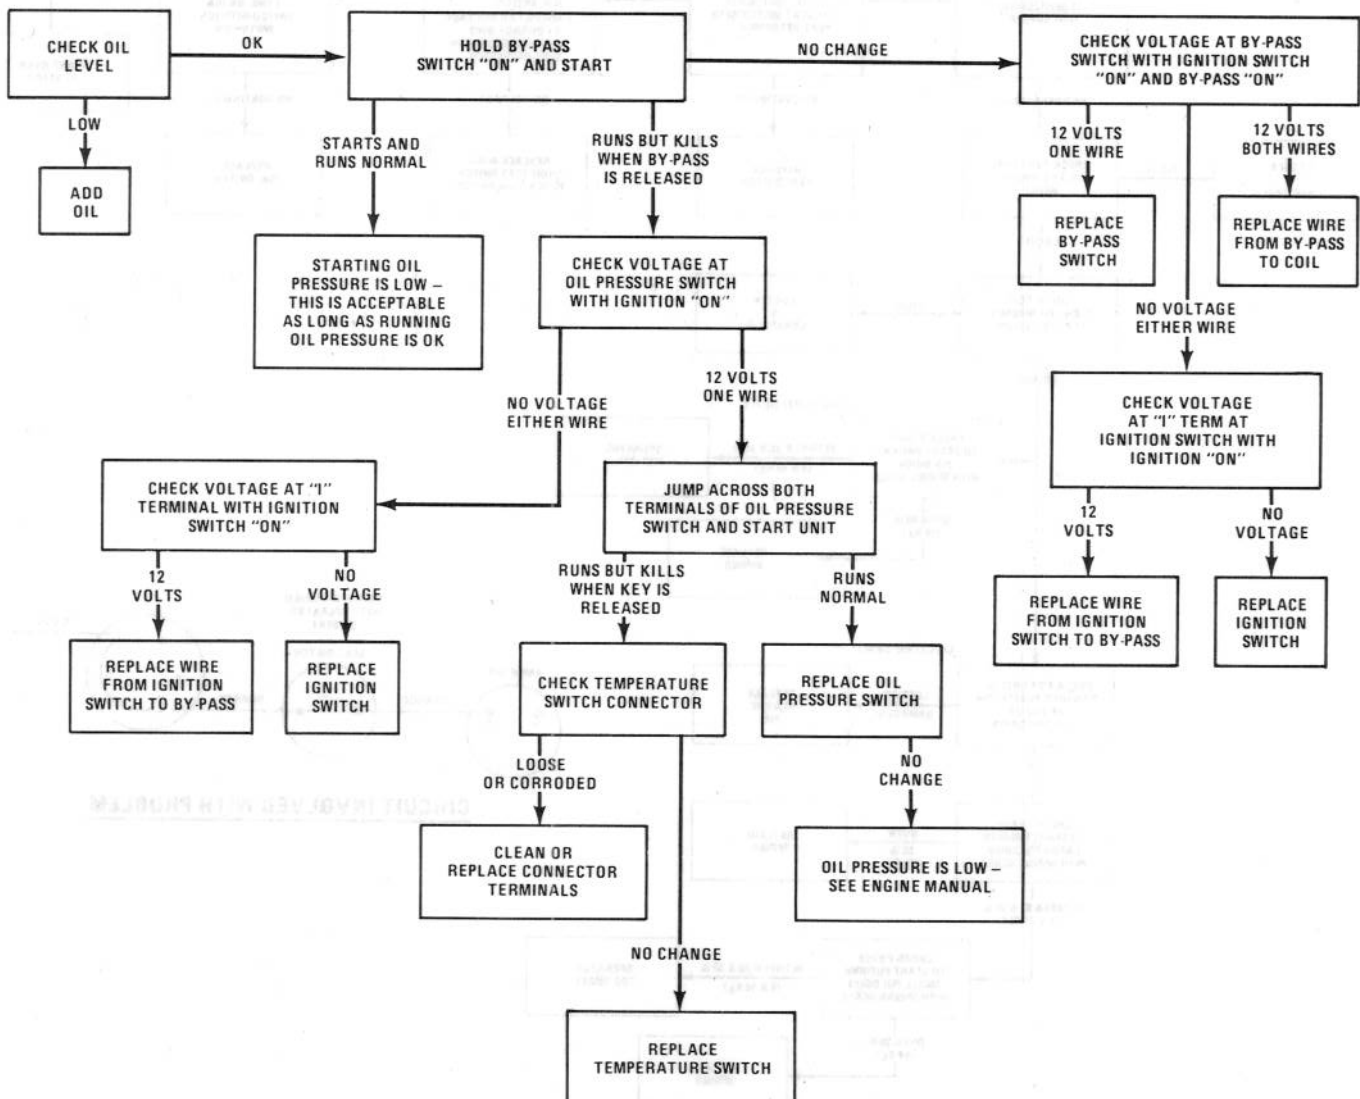 CHECK OIL
LEVEL
OK
HOLD BY-PASS
SWITCH "ON" AND START
NO CHANGE
CHECK VOLTAGE AT BY-PASS
SWITCH WITH IGNITION SWITCH
"ON" AND BY-PASS "ON"
LOW
ADD
OIL
STARTS AND
RUNS NORMAL
RUNS BUT KILLS
WHEN BY-PASS
IS RELEASED
12 VOLTS
ONE WIRE
12 VOLTS
BOTH WIRES
REPLACE
BY-PASS
SWITCH
REPLACE WIRE
FROM BY-PASS
TO COIL
STARTING OIL
PRESSURE IS LOW –
THIS IS ACCEPTABLE
AS LONG AS RUNNING
OIL PRESSURE IS OK
CHECK VOLTAGE AT
OIL PRESSURE SWITCH
WITH IGNITION "ON"
NO VOLTAGE
EITHER WIRE
12 VOLTS
ONE WIRE
NO VOLTAGE
EITHER WIRE
CHECK VOLTAGE
AT "I" TERM AT
IGNITION SWITCH WITH
IGNITION "ON"
CHECK VOLTAGE AT "I"
TERMINAL WITH IGNITION
SWITCH "ON"
JUMP ACROSS BOTH
TERMINALS OF OIL PRESSURE
SWITCH AND START UNIT
12
VOLTS
NO
VOLTAGE
12
VOLTS
NO
VOLTAGE
RUNS BUT KILLS
WHEN KEY IS
RELEASED
RUNS
NORMAL
REPLACE WIRE
FROM IGNITION
SWITCH TO BY-PASS
REPLACE
IGNITION
SWITCH
REPLACE WIRE
FROM IGNITION
SWITCH TO BY-PASS
REPLACE
IGNITION
SWITCH
CHECK TEMPERATURE
SWITCH CONNECTOR
REPLACE OIL
PRESSURE SWITCH
LOOSE
OR CORRODED
NO
CHANGE
CIRCUIT INVOLVED WITH PROBLEM
CLEAN OR
REPLACE CONNECTOR
TERMINALS
OIL PRESSURE IS LOW –
SEE ENGINE MANUAL
NO CHANGE
REPLACE
TEMPERATURE SWITCH